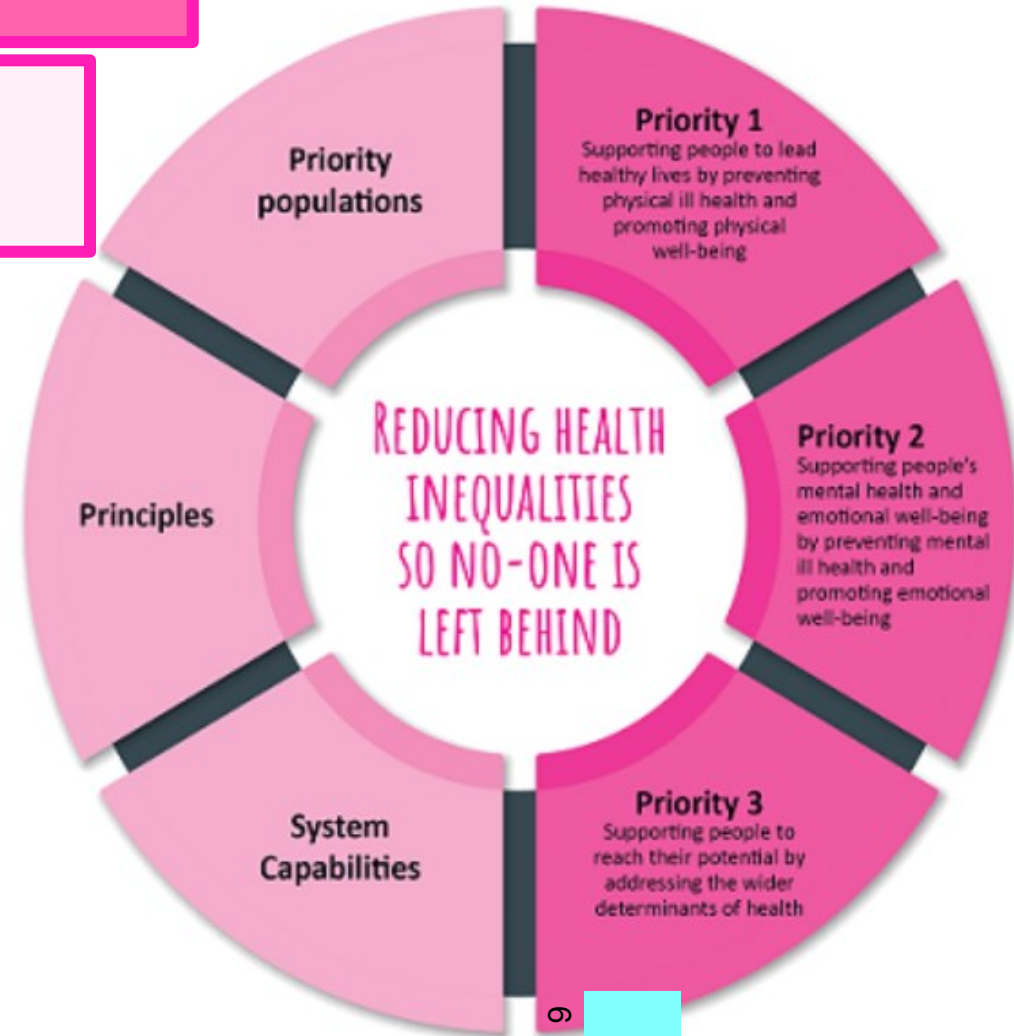 Priority
populations
Priority 1
Supporting people to lead
healthy lives by preventing
physical ill health and
promoting physical
well-being
Priority 2
Supporting people's
mental health and
emotional well-being
by preventing mental
ill health and
promoting emotional
well-being
Priority 3
Supporting people to
reach their potential by
addressing the wider
determinants of health
System
Capabilities
Principles
REDUCING HEALTH
INEQUALITIES
SO NO-ONE IS
LEFT BEHIND
9